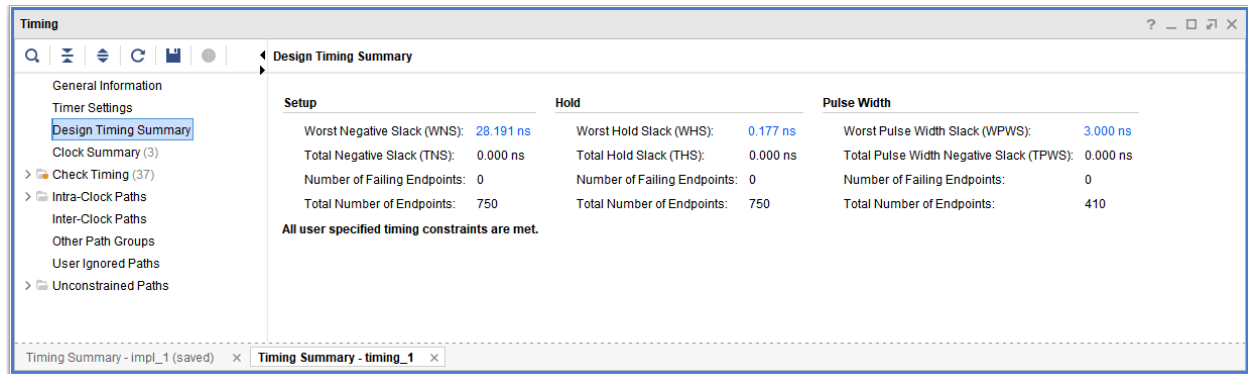 Timing
Design Timing Summary
General Information
Timer Settings
Design Timing Summary
Clock Summary (3)
Check Timing (37)
Intra-Clock Paths
Inter-Clock Paths
Other Path Groups
User Ignored Paths
Unconstrained Paths
Setup Hold Pulse Width
Worst Negative Slack (WNS): 28.191 ns Worst Hold Slack (WHS): 0.177 ns Worst Pulse Width Slack (WPWS): 3.000 ns
Total Negative Slack (TNS): 0.000 ns Total Hold Slack (THS): 0.000 ns Total Pulse Width Negative Slack (TPWS): 0.000 ns
Number of Failing Endpoints: 0 Number of Failing Endpoints: 0 Number of Failing Endpoints: 0
Total Number of Endpoints: 750 Total Number of Endpoints: 750 Total Number of Endpoints: 410
All user specified timing constraints are met.
Timing Summary - impl_1 (saved) Timing Summary - timing_1